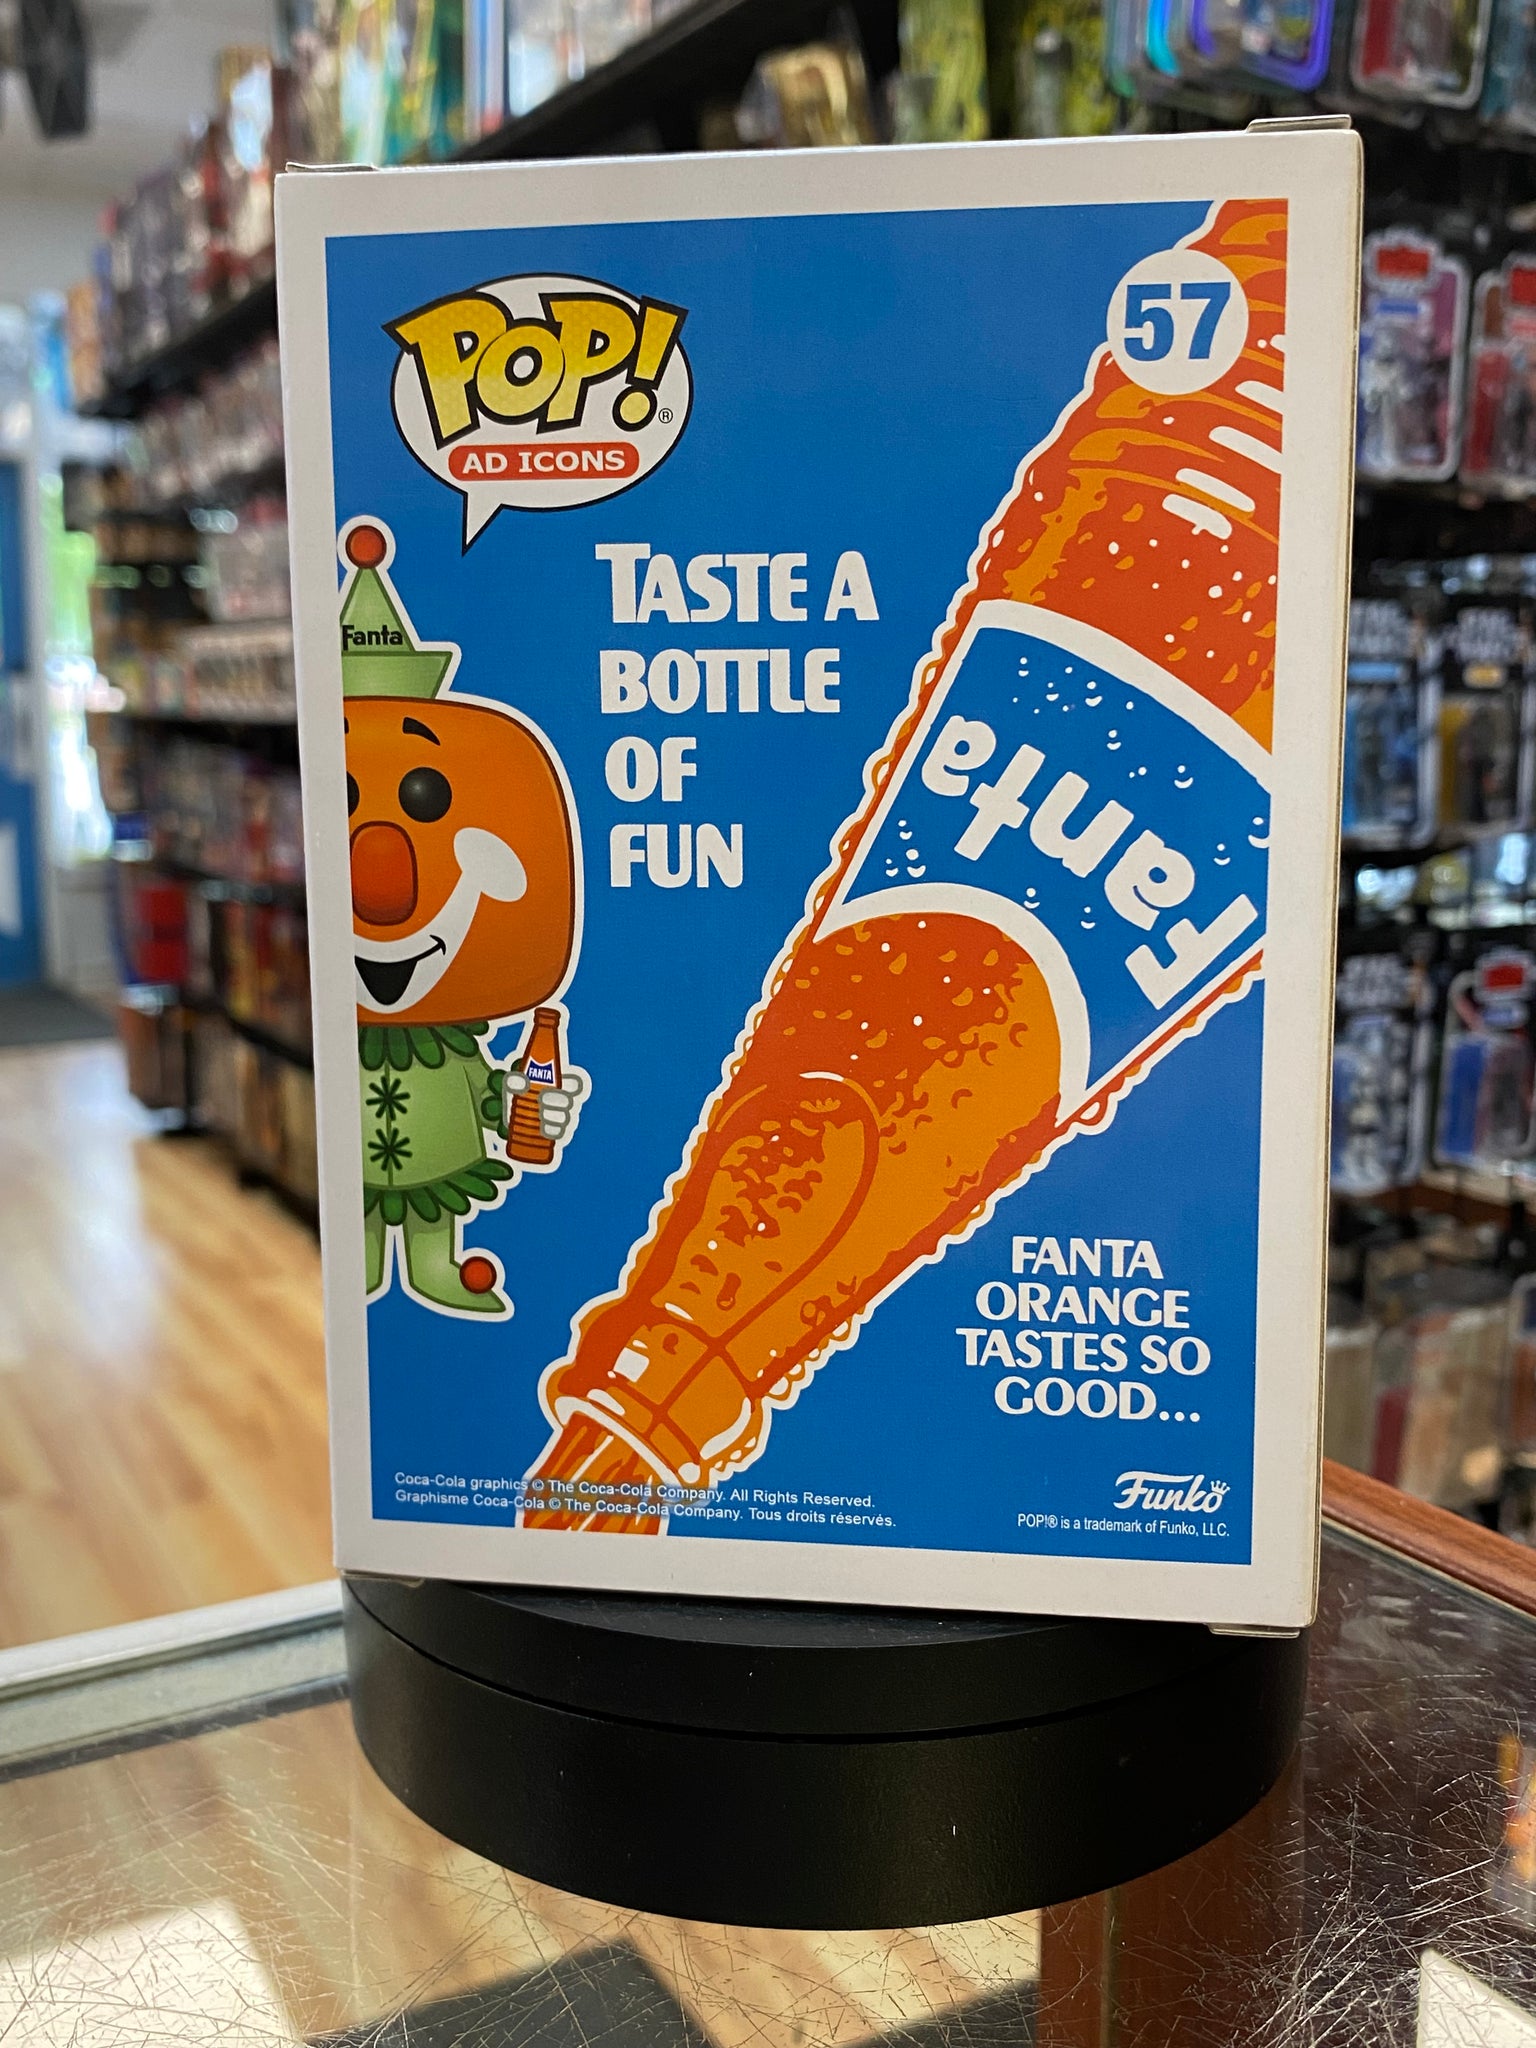 POP!®
AD ICONS
57
Fanta
TASTE A
BOTTLE
OF
FUN
Fanta
FANTA
FANTA
ORANGE
TASTES SO
GOOD...
Coca-Cola graphics © The Coca-Cola Company. All Rights Reserved.
Graphisme Coca-Cola © The Coca-Cola Company. Tous droits réservés.
Funko
POP!® is a trademark of Funko, LLC.